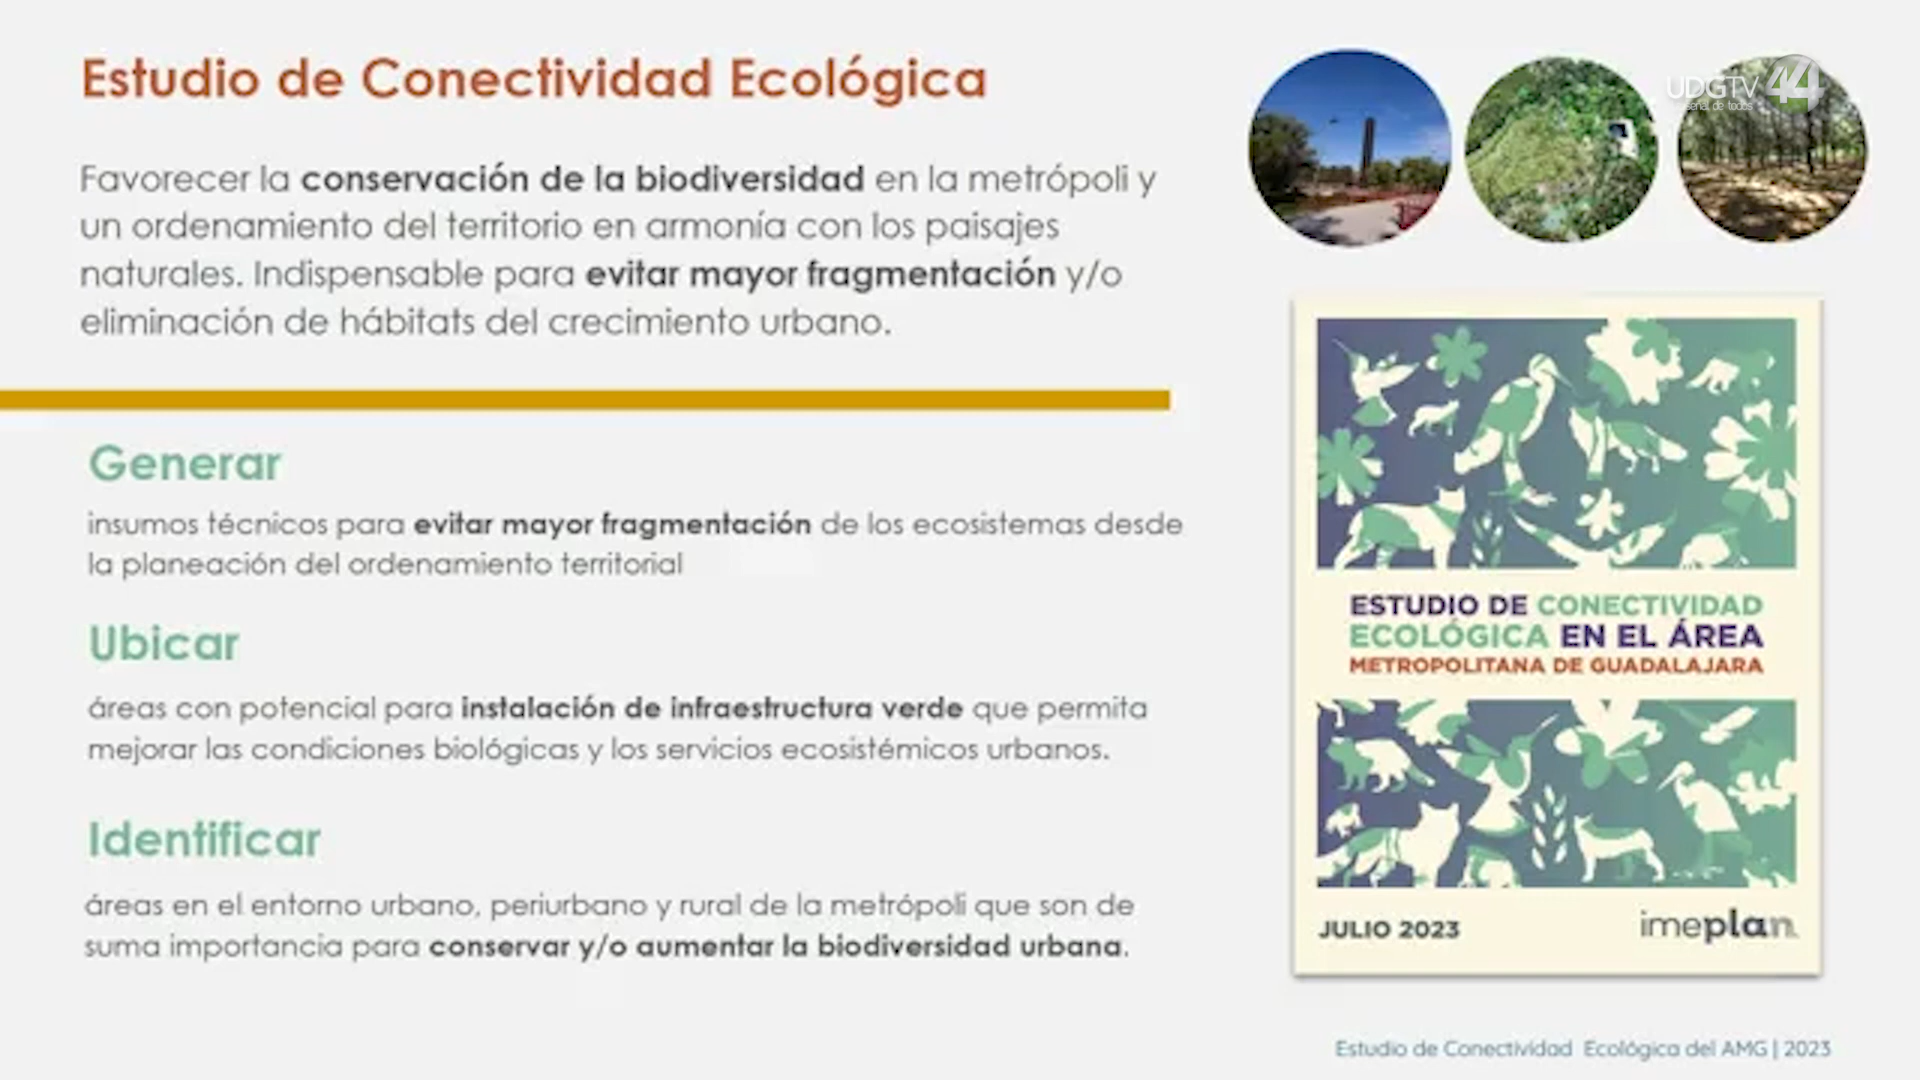 Estudio de Conectividad Ecológica
UDGTV 44
señal de todos
Favorecer la conservación de la biodiversidad en la metrópoli y
un ordenamiento del territorio en armonía con los paisajes
naturales. Indispensable para evitar mayor fragmentación y/o
eliminación de hábitats del crecimiento urbano.
Generar
insumos técnicos para evitar mayor fragmentación de los ecosistemas desde
la planeación del ordenamiento territorial
Ubicar
áreas con potencial para instalación de infraestructura verde que permita
mejorar las condiciones biológicas y los servicios ecosistémicos urbanos.
Identificar
áreas en el entorno urbano, periurbano y rural de la metrópoli que son de
suma importancia para conservar y/o aumentar la biodiversidad urbana.
ESTUDIO DE CONECTIVIDAD
ECOLÓGICA EN EL ÁREA
METROPOLITANA DE GUADALAJARA
JULIO 2023
imeplan
Estudio de Conectividad Ecológica del AMG | 2023